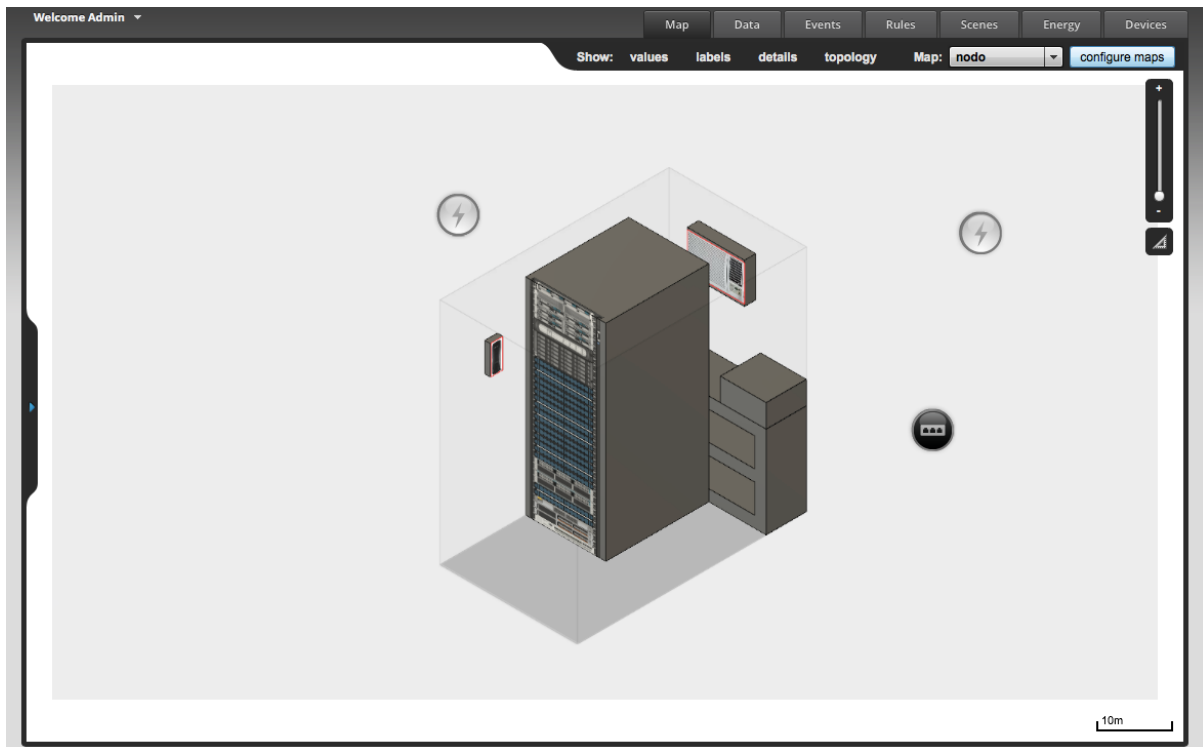 Welcome Admin
Map Data Events Rules Scenes Energy Devices
Show: values labels details topology Map: nodo configure maps
+
-
10m